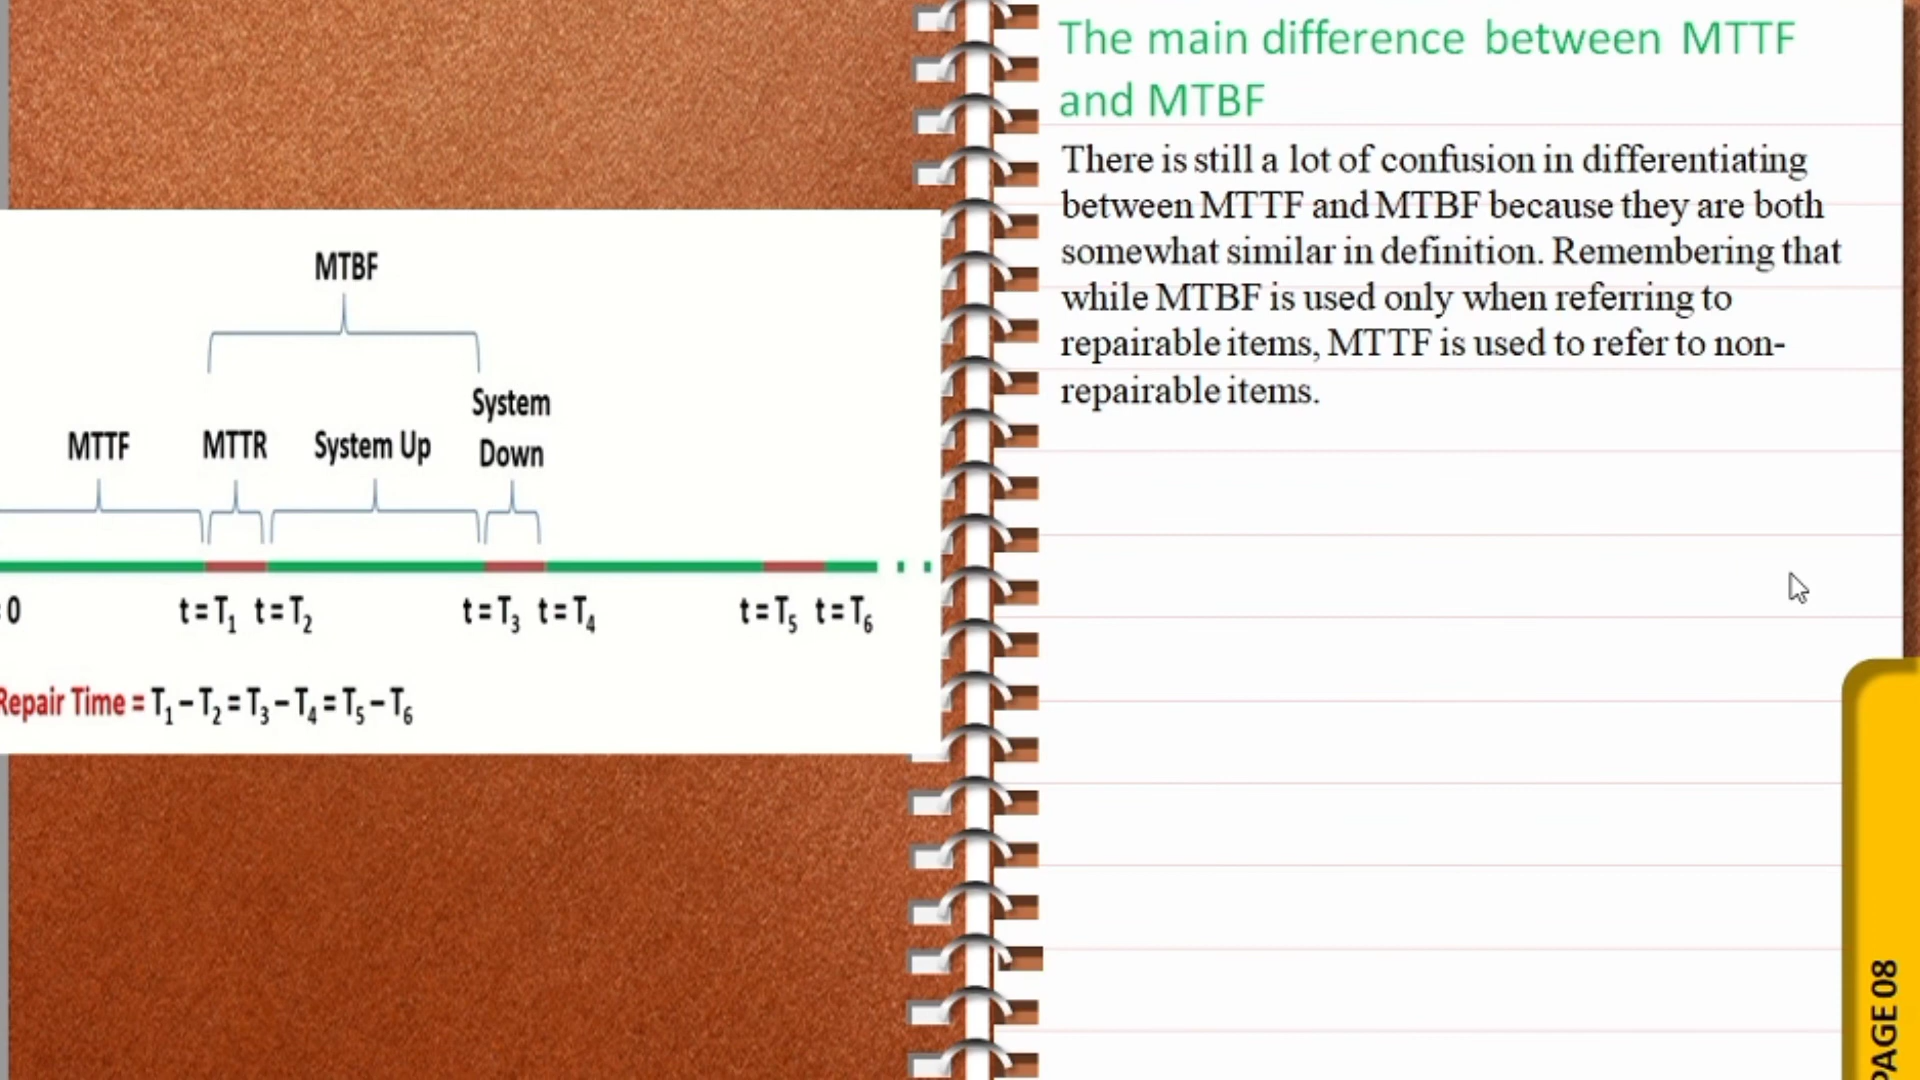 MTBF
System
Down
MTTF
MTTR
System Up
0
t = T1
t = T2
t = T3
t = T4
t = T5
t = T6
Repair Time = T1 – T2 = T3 – T4 = T5 – T6
The main difference between MTTF
and MTBF
There is still a lot of confusion in differentiating
between MTTF and MTBF because they are both
somewhat similar in definition. Remembering that
while MTBF is used only when referring to
repairable items, MTTF is used to refer to non-
repairable items.
PAGE 08